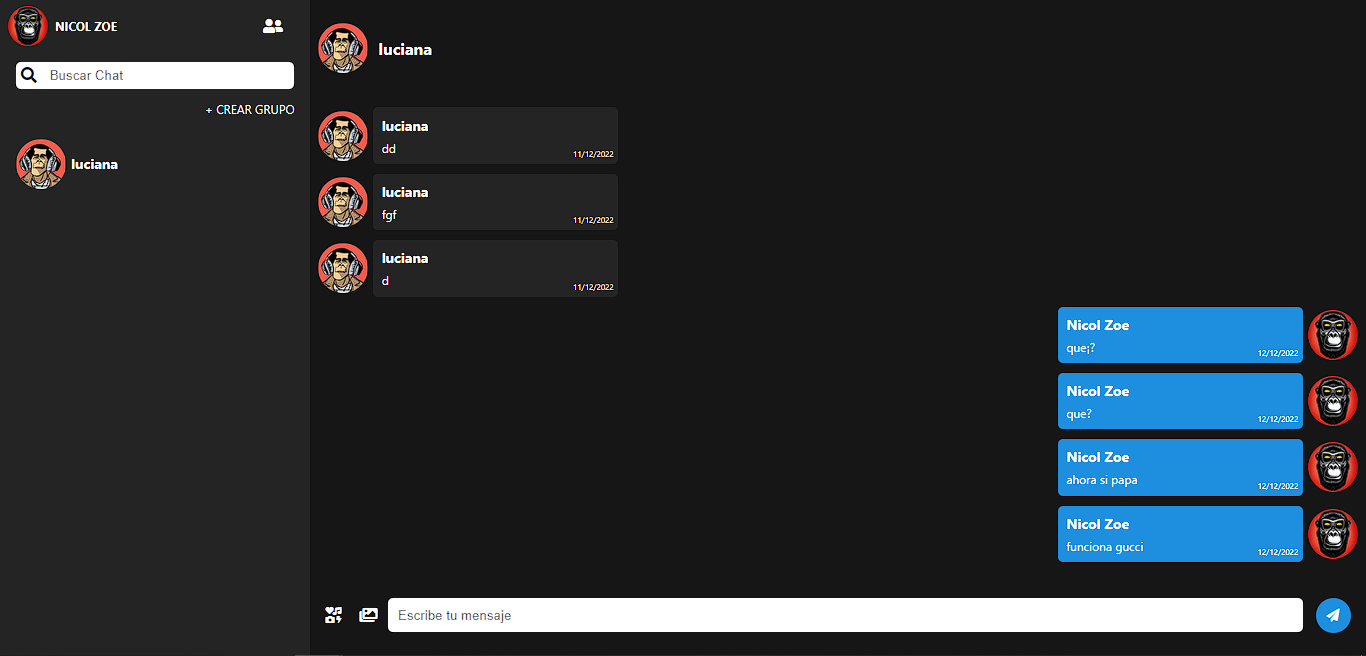 NICOL ZOE
Buscar Chat
+ CREAR GRUPO
luciana
luciana
luciana
dd
11/12/2022
luciana
fgf
11/12/2022
luciana
d
11/12/2022
Nicol Zoe
que¡?
12/12/2022
Nicol Zoe
que?
12/12/2022
Nicol Zoe
ahora si papa
12/12/2022
Nicol Zoe
funciona gucci
12/12/2022
Escribe tu mensaje